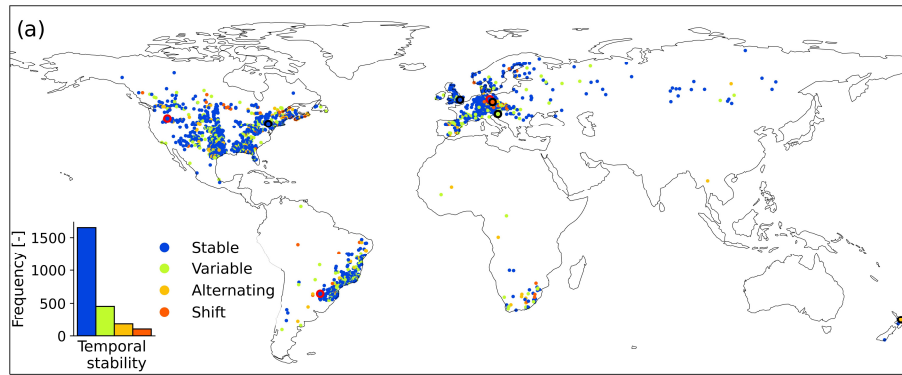 (a)
Frequency [-]
1500
1000
500
0
Temporal
stability
Stable
Variable
Alternating
Shift